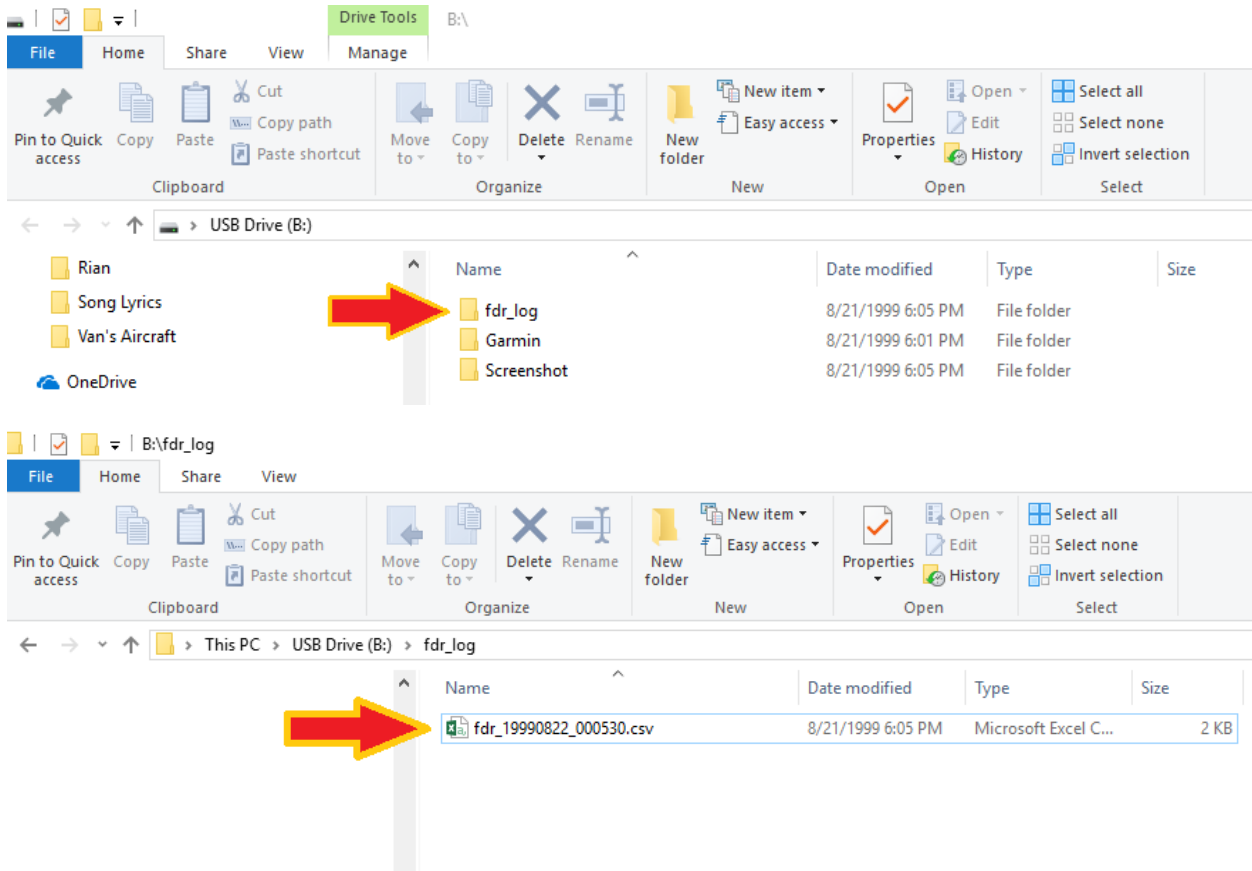 Drive Tools B:\
File Home Share View Manage
Pin to Quick access Copy Paste Cut Copy path Paste shortcut Move to Copy to Delete Rename New folder New item Easy access Properties Open Edit History Select all Select none Invert selection
Clipboard Organize New Open Select
USB Drive (B:)
Rian
Song Lyrics
Van's Aircraft
OneDrive
Name Date modified Type Size
fdr_log 8/21/1999 6:05 PM File folder
Garmin 8/21/1999 6:01 PM File folder
Screenshot 8/21/1999 6:05 PM File folder
B:\fdr_log
File Home Share View
Pin to Quick access Copy Paste Cut Copy path Paste shortcut Move to Copy to Delete Rename New folder New item Easy access Properties Open Edit History Select all Select none Invert selection
Clipboard Organize New Open Select
This PC USB Drive (B:) fdr_log
Name Date modified Type Size
fdr_19990822_000530.csv 8/21/1999 6:05 PM Microsoft Excel C... 2 KB